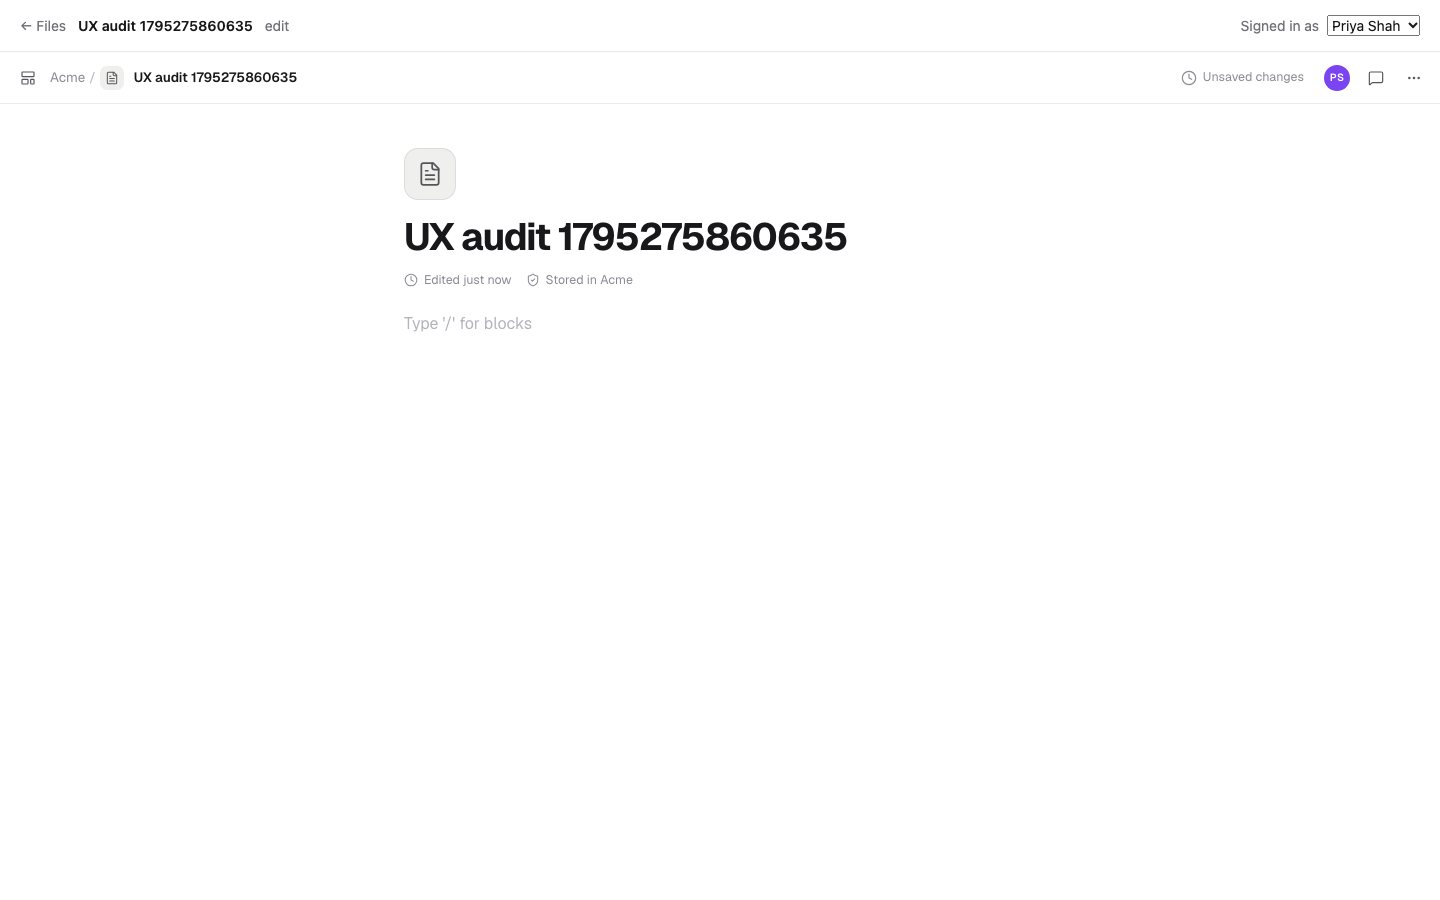 ← Files UX audit 1795275860635 edit Signed in as Priya Shah
Acme / UX audit 1795275860635 Unsaved changes PS
UX audit 1795275860635
Edited just now Stored in Acme
Type '/' for blocks